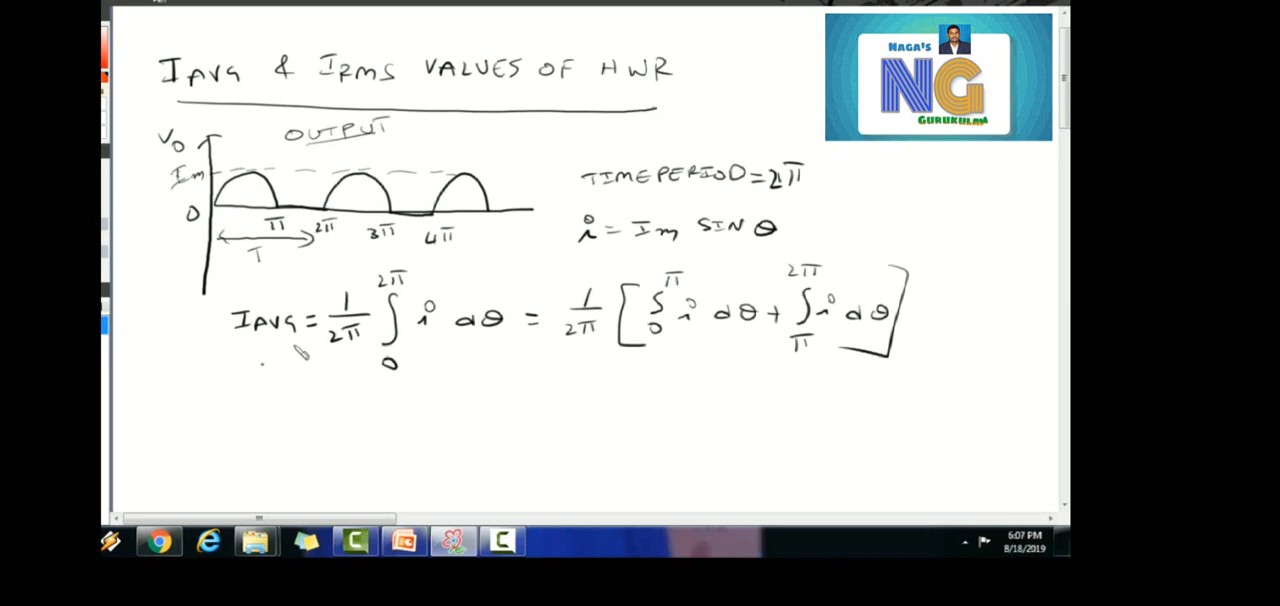 IAVG & IRMS VALUES OF HWR
NAGA'S
NG
GURUKULAM
V0
OUTPUT
Im
0
π
2π
3π
4π
T
TIMEPERIOD = 2π
i = Im SIN θ
IAVG = 1/2π ∫₀^2π i dθ = 1/2π [ ∫₀^π i dθ + ∫π^2π i dθ ]
6:07 PM
8/18/2019